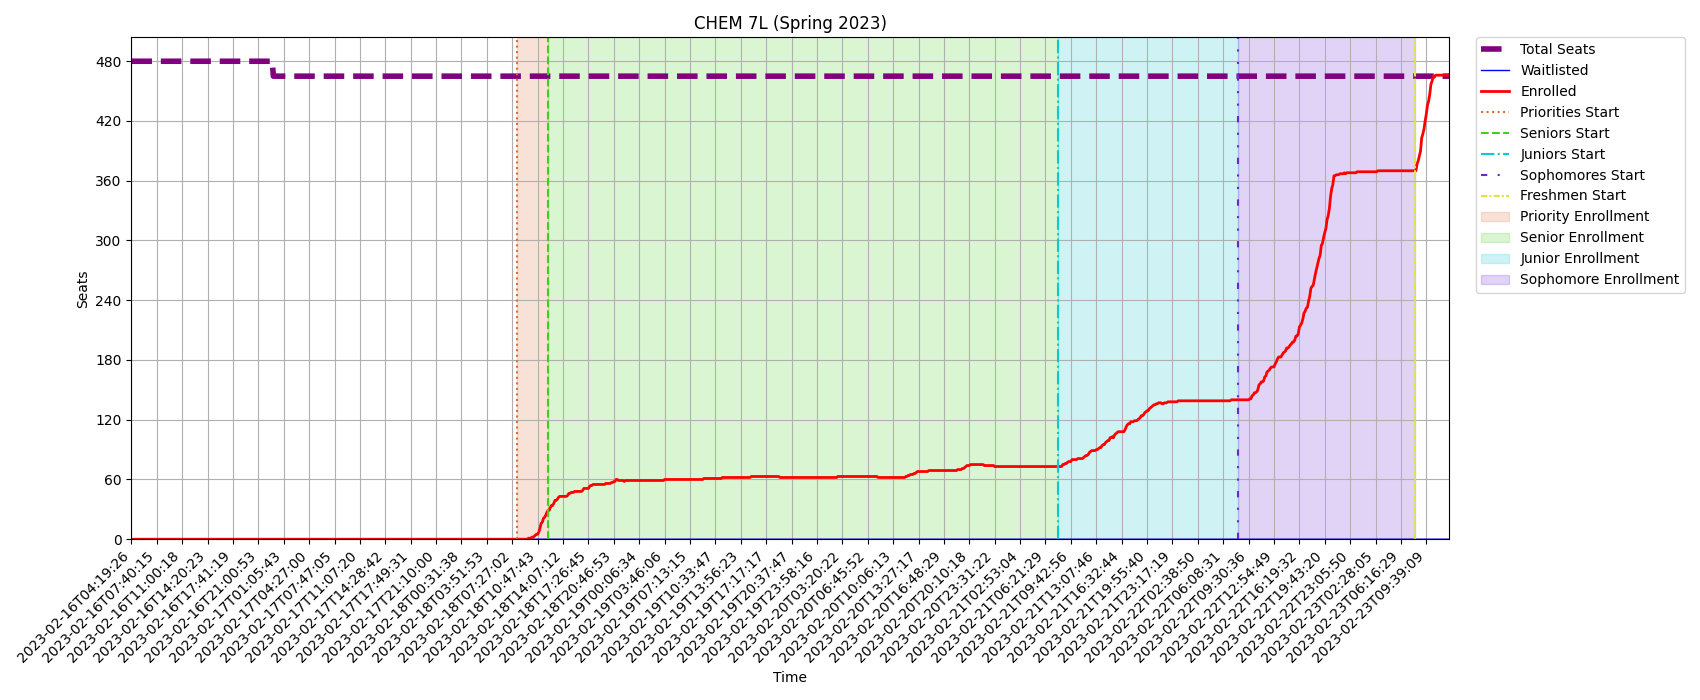 CHEM 7L (Spring 2023)
Seats
480
420
360
300
240
180
120
60
0
2023-02-16T04:19:26
2023-02-16T07:40:15
2023-02-16T11:00:18
2023-02-16T14:20:23
2023-02-16T17:41:19
2023-02-16T21:00:53
2023-02-17T01:05:43
2023-02-17T04:27:00
2023-02-17T07:47:05
2023-02-17T11:07:20
2023-02-17T14:28:42
2023-02-17T17:49:31
2023-02-17T21:10:00
2023-02-18T00:31:38
2023-02-18T03:51:53
2023-02-18T07:27:02
2023-02-18T10:47:43
2023-02-18T14:07:12
2023-02-18T17:26:45
2023-02-18T20:46:53
2023-02-19T00:06:34
2023-02-19T03:46:06
2023-02-19T07:13:15
2023-02-19T10:33:47
2023-02-19T13:56:23
2023-02-19T17:17:17
2023-02-19T20:37:47
2023-02-19T23:58:16
2023-02-20T03:20:22
2023-02-20T06:45:52
2023-02-20T10:06:13
2023-02-20T13:27:17
2023-02-20T16:48:29
2023-02-20T20:10:18
2023-02-20T23:31:22
2023-02-21T02:53:04
2023-02-21T06:21:29
2023-02-21T09:42:56
2023-02-21T13:07:46
2023-02-21T16:32:44
2023-02-21T19:55:40
2023-02-21T23:17:19
2023-02-22T02:38:50
2023-02-22T06:08:31
2023-02-22T09:30:36
2023-02-22T12:54:49
2023-02-22T16:19:32
2023-02-22T19:43:20
2023-02-22T23:05:50
2023-02-23T02:28:05
2023-02-23T06:16:29
2023-02-23T09:39:09
Time
Total Seats
Waitlisted
Enrolled
Priorities Start
Seniors Start
Juniors Start
Sophomores Start
Freshmen Start
Priority Enrollment
Senior Enrollment
Junior Enrollment
Sophomore Enrollment